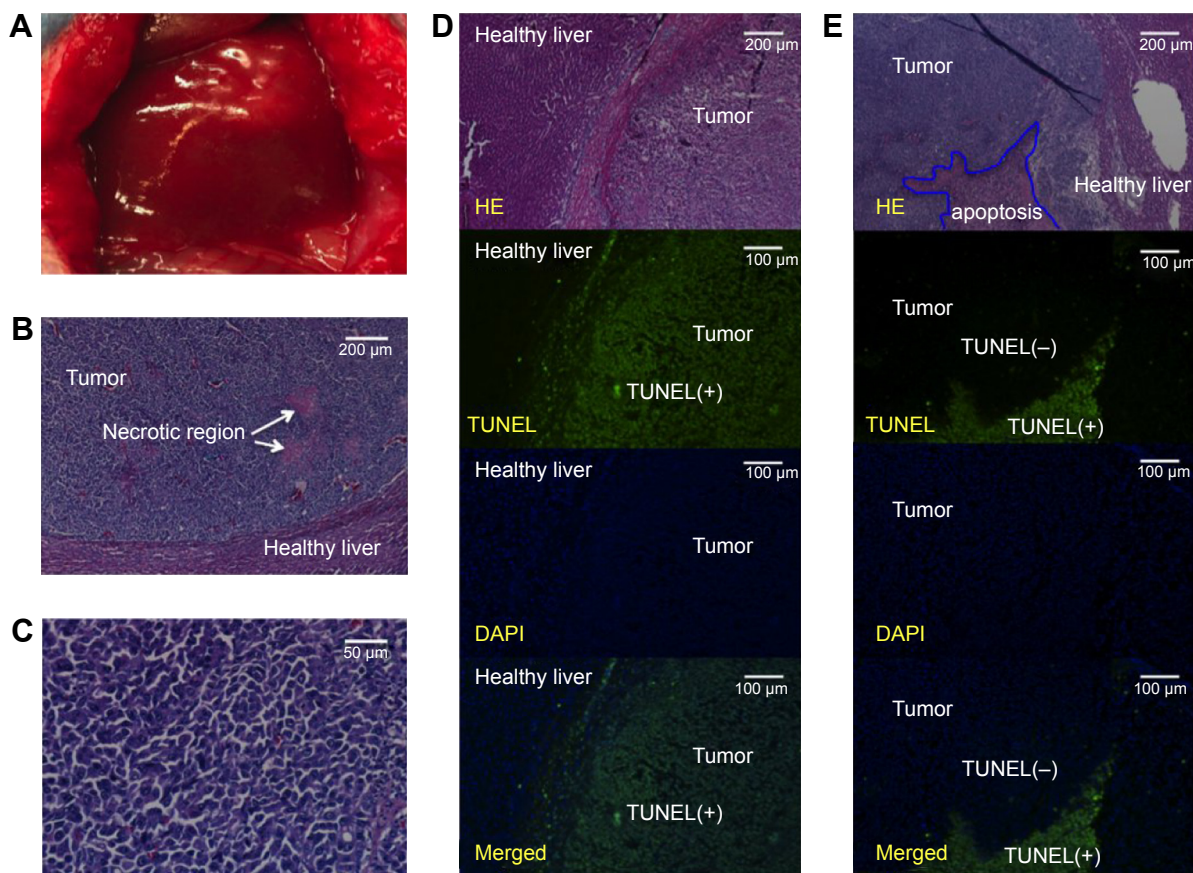 A
B
200 µm
Tumor
Necrotic region
Healthy liver
C
50 µm
D
Healthy liver
200 µm
Tumor
HE
Healthy liver
100 µm
Tumor
TUNEL(+)
TUNEL
Healthy liver
100 µm
Tumor
DAPI
Healthy liver
100 µm
Tumor
TUNEL(+)
Merged
E
200 µm
Tumor
Healthy liver
HE
apoptosis
100 µm
Tumor
TUNEL(–)
TUNEL
TUNEL(+)
100 µm
Tumor
DAPI
100 µm
Tumor
TUNEL(–)
Merged
TUNEL(+)